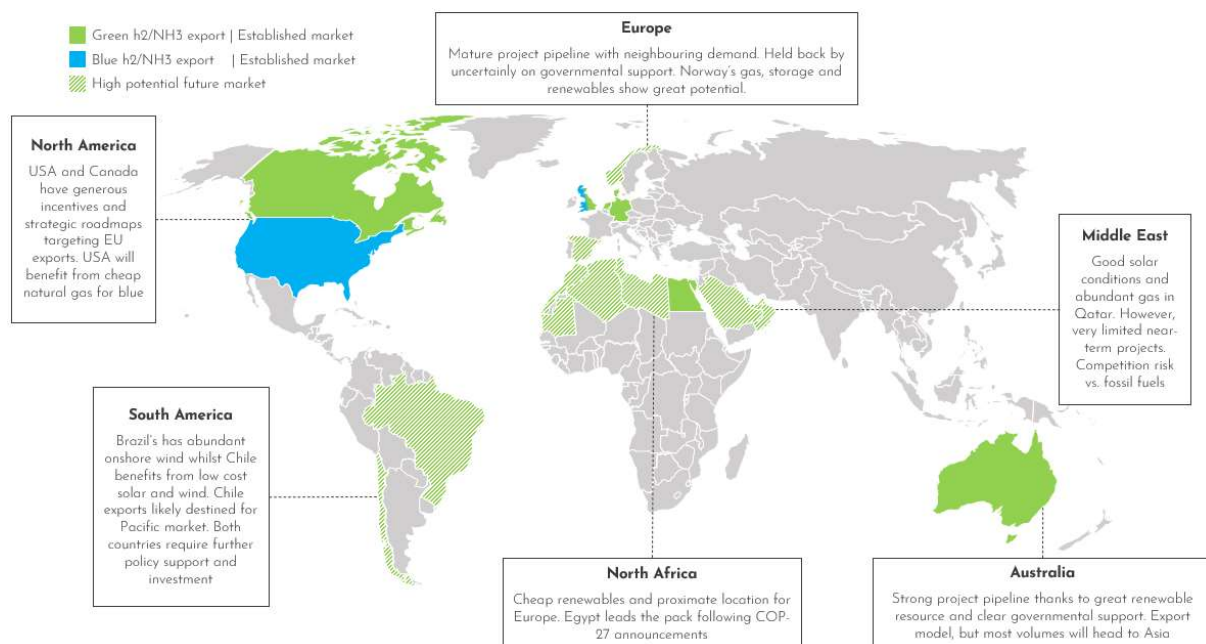 Green h2/NH3 export | Established market
Blue h2/NH3 export | Established market
High potential future market
Europe
Mature project pipeline with neighbouring demand. Held back by
uncertainly on governmental support. Norway's gas, storage and
renewables show great potential.
North America
USA and Canada
have generous
incentives and
strategic roadmaps
targeting EU
exports. USA will
benefit from cheap
natural gas for blue
Middle East
Good solar
conditions and
abundant gas in
Qatar. However,
very limited near-
term projects.
Competition risk
vs. fossil fuels
South America
Brazil's has abundant
onshore wind whilst Chile
benefits from low cost
solar and wind. Chile
exports likely destined for
Pacific market. Both
countries require further
policy support and
investment
North Africa
Cheap renewables and proximate location for
Europe. Egypt leads the pack following COP-
27 announcements
Australia
Strong project pipeline thanks to great renewable
resource and clear governmental support. Export
model, but most volumes will head to Asia